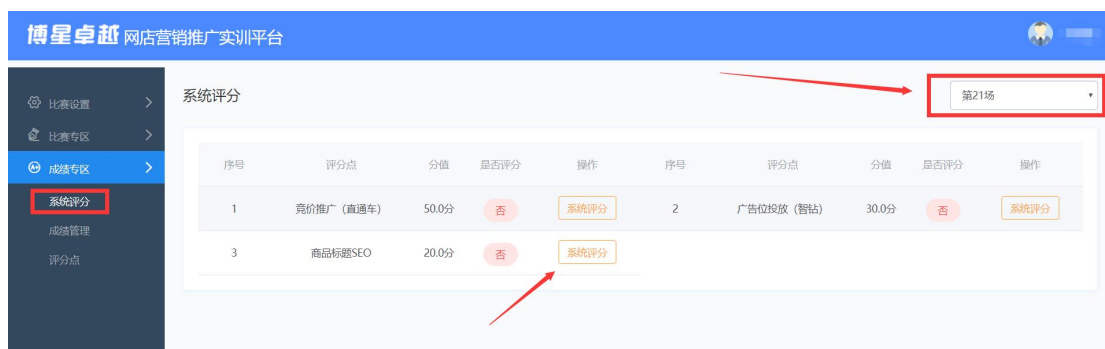 博星卓越 网店营销推广实训平台
比赛设置
比赛专区
成绩专区
系统评分
成绩管理
评分点
系统评分
第21场
序号 评分点 分值 是否评分 操作 序号 评分点 分值 是否评分 操作
1 竞价推广（直通车） 50.0分 否 系统评分 2 广告位投放（智钻） 30.0分 否 系统评分
3 商品标题SEO 20.0分 否 系统评分